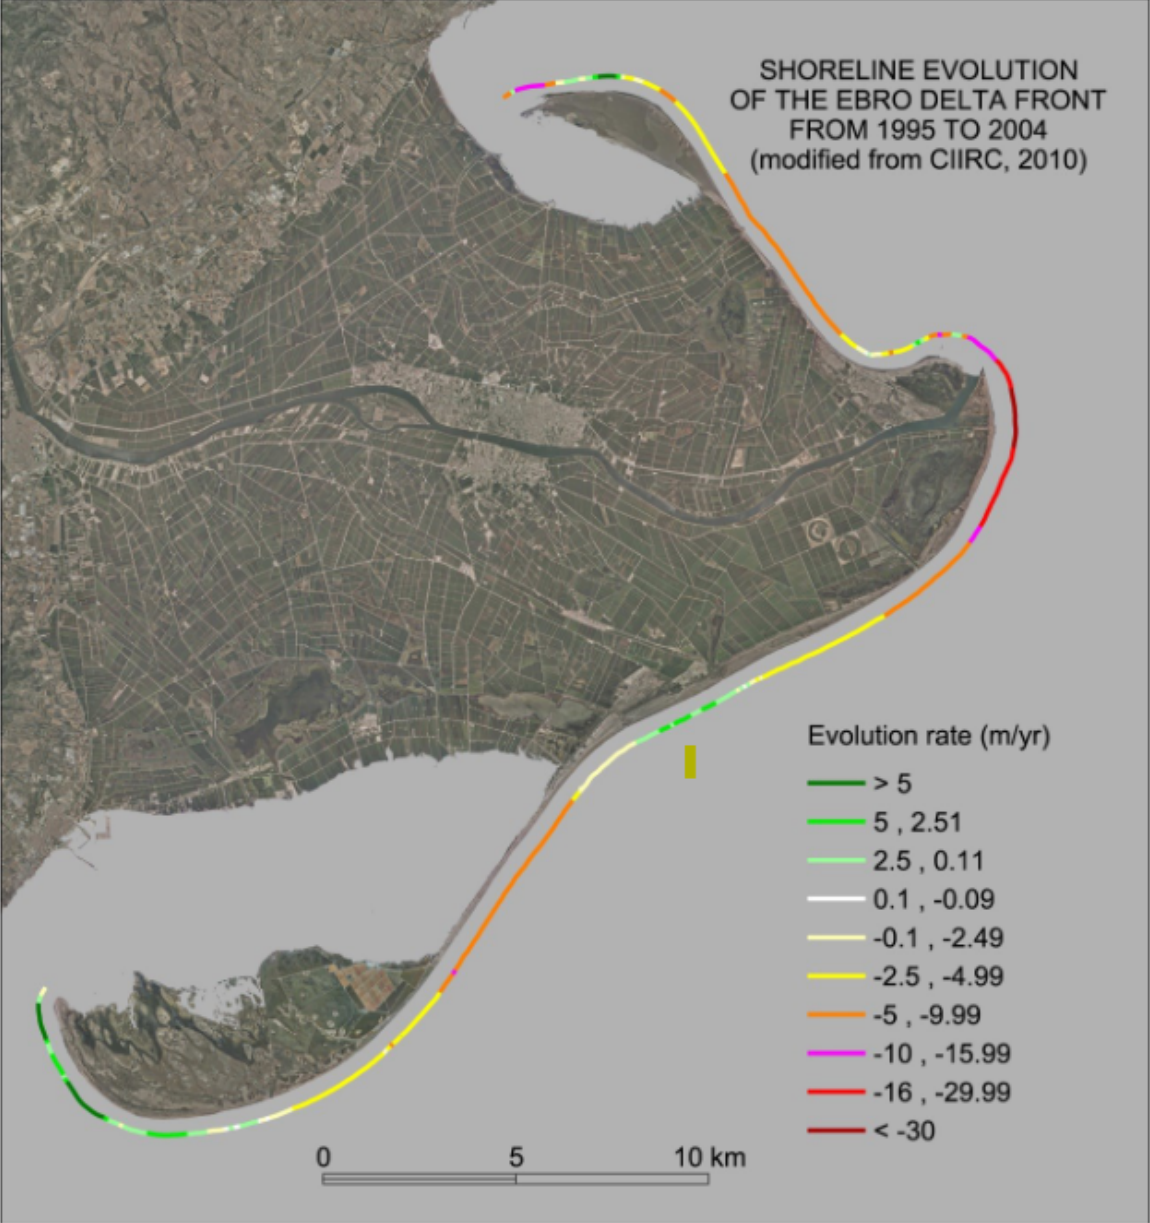 SHORELINE EVOLUTION
OF THE EBRO DELTA FRONT
FROM 1995 TO 2004
(modified from CIIRC, 2010)
Evolution rate (m/yr)
> 5
5 , 2.51
2.5 , 0.11
0.1 , -0.09
-0.1 , -2.49
-2.5 , -4.99
-5 , -9.99
-10 , -15.99
-16 , -29.99
< -30
0 5 10 km